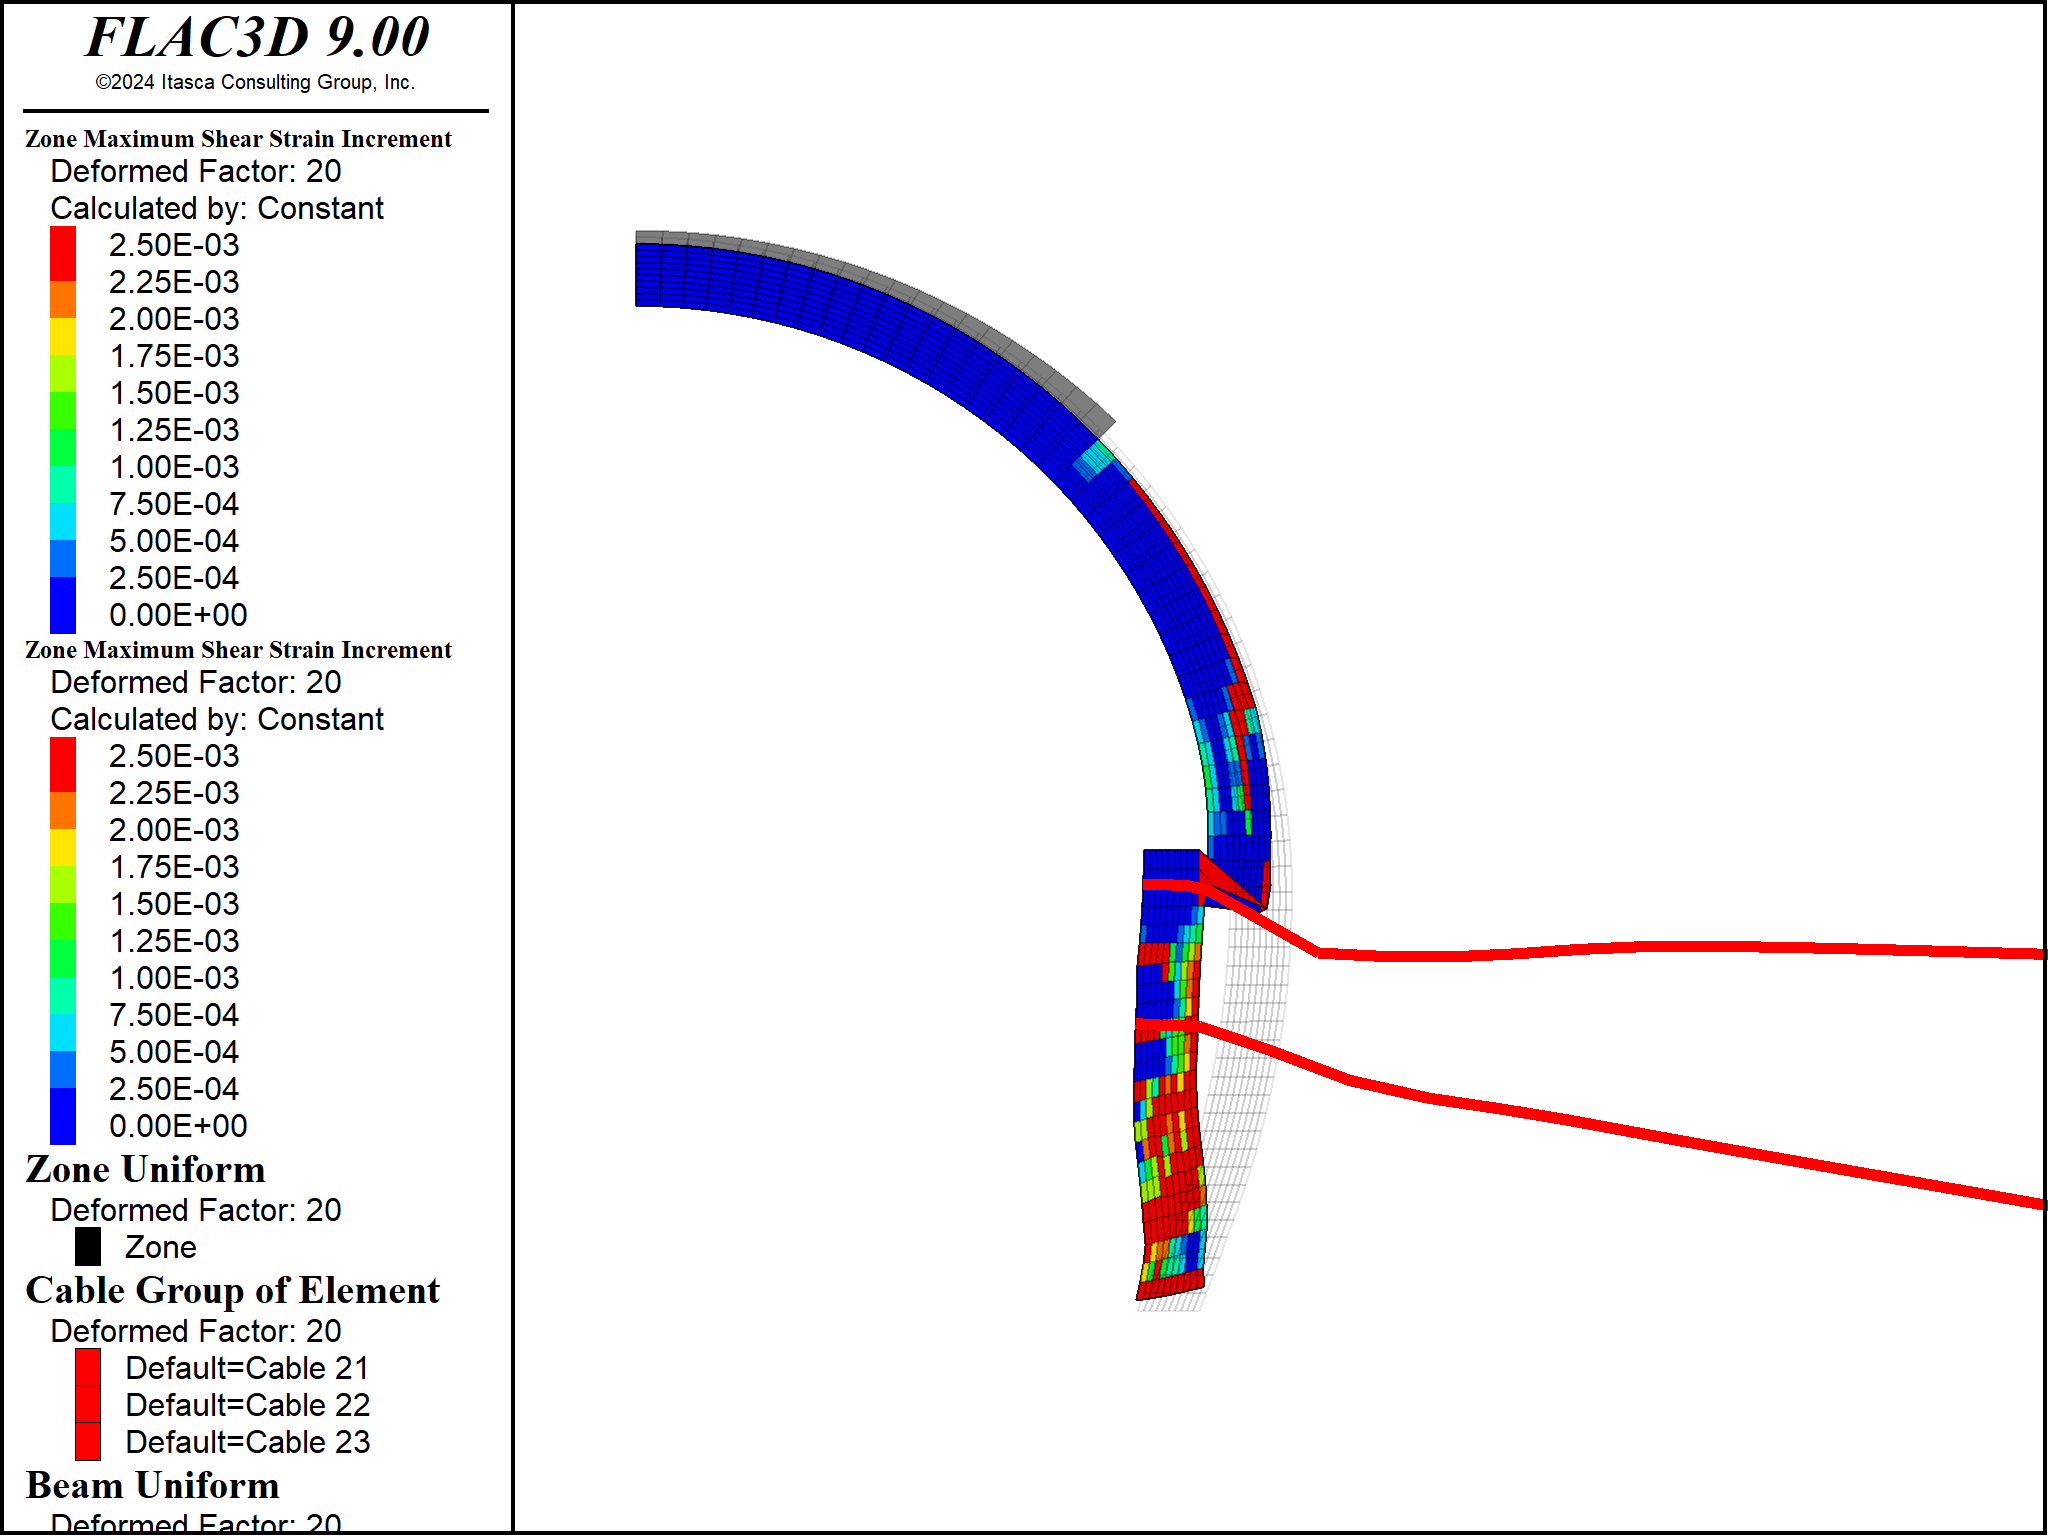 FLAC3D 9.00
©2024 Itasca Consulting Group, Inc.
Zone Maximum Shear Strain Increment
Deformed Factor: 20
Calculated by: Constant
2.50E-03
2.25E-03
2.00E-03
1.75E-03
1.50E-03
1.25E-03
1.00E-03
7.50E-04
5.00E-04
2.50E-04
0.00E+00
Zone Maximum Shear Strain Increment
Deformed Factor: 20
Calculated by: Constant
2.50E-03
2.25E-03
2.00E-03
1.75E-03
1.50E-03
1.25E-03
1.00E-03
7.50E-04
5.00E-04
2.50E-04
0.00E+00
Zone Uniform
Deformed Factor: 20
Zone
Cable Group of Element
Deformed Factor: 20
Default=Cable 21
Default=Cable 22
Default=Cable 23
Beam Uniform
Deformed Factor: 20